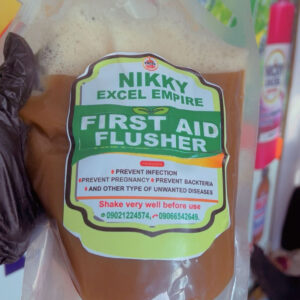 NIKKY
EXCEL EMPIRE
FIRST AID
FLUSHER
PREVENT INFECTION
PREVENT PREGNANCY PREVENT BACKTERIA
AND OTHER TYPE OF UNWANTED DISEASES
Shake very well before use
09021224574, 09066542649.